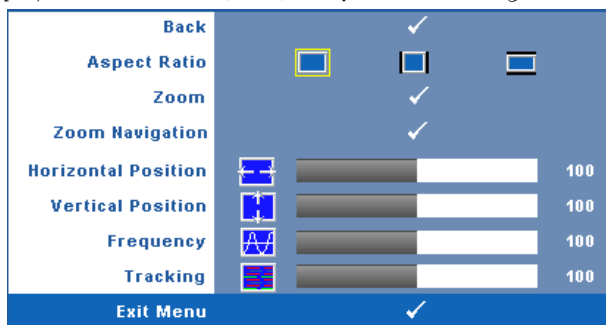 Back
Aspect Ratio
Zoom
Zoom Navigation
Horizontal Position 100
Vertical Position 100
Frequency 100
Tracking 100
Exit Menu